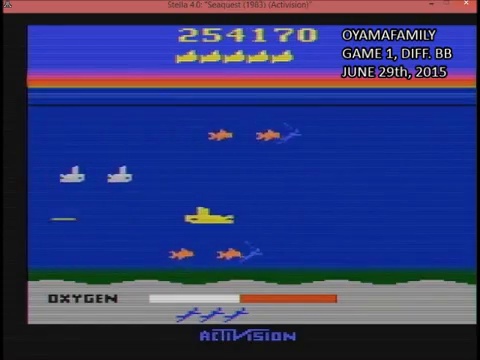 Stella 4.0: "Seaquest (1983) (Activision)"
254170
OYAMAFAMILY
GAME 1, DIFF. BB
JUNE 29th, 2015
OXYGEN
ACTIVISION